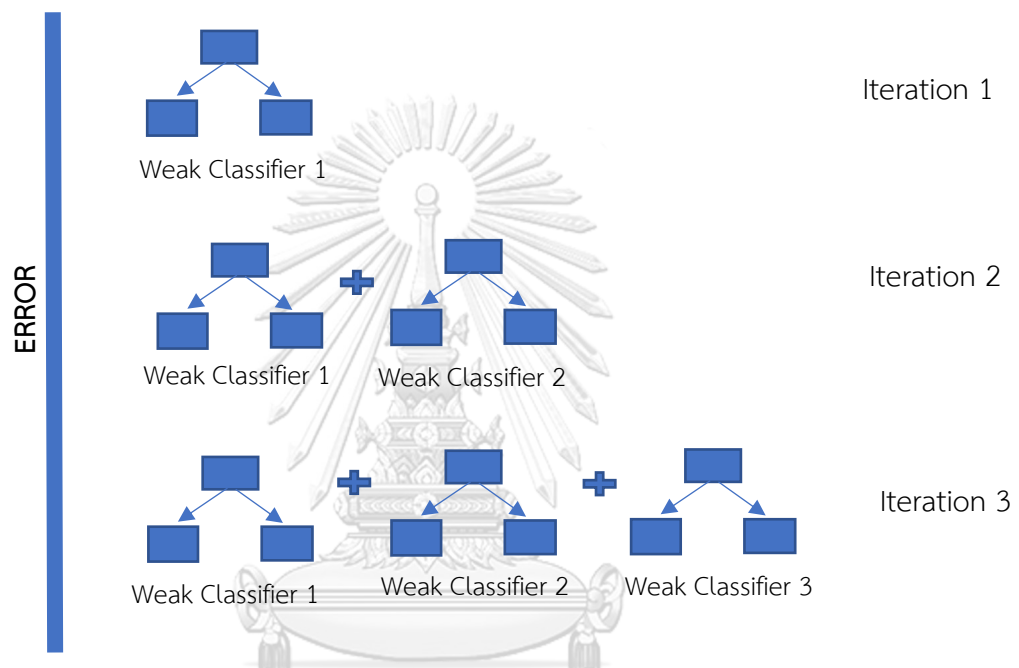 Iteration 1
Weak Classifier 1
ERROR
Iteration 2
Weak Classifier 1
Weak Classifier 2
Iteration 3
Weak Classifier 1
Weak Classifier 2
Weak Classifier 3